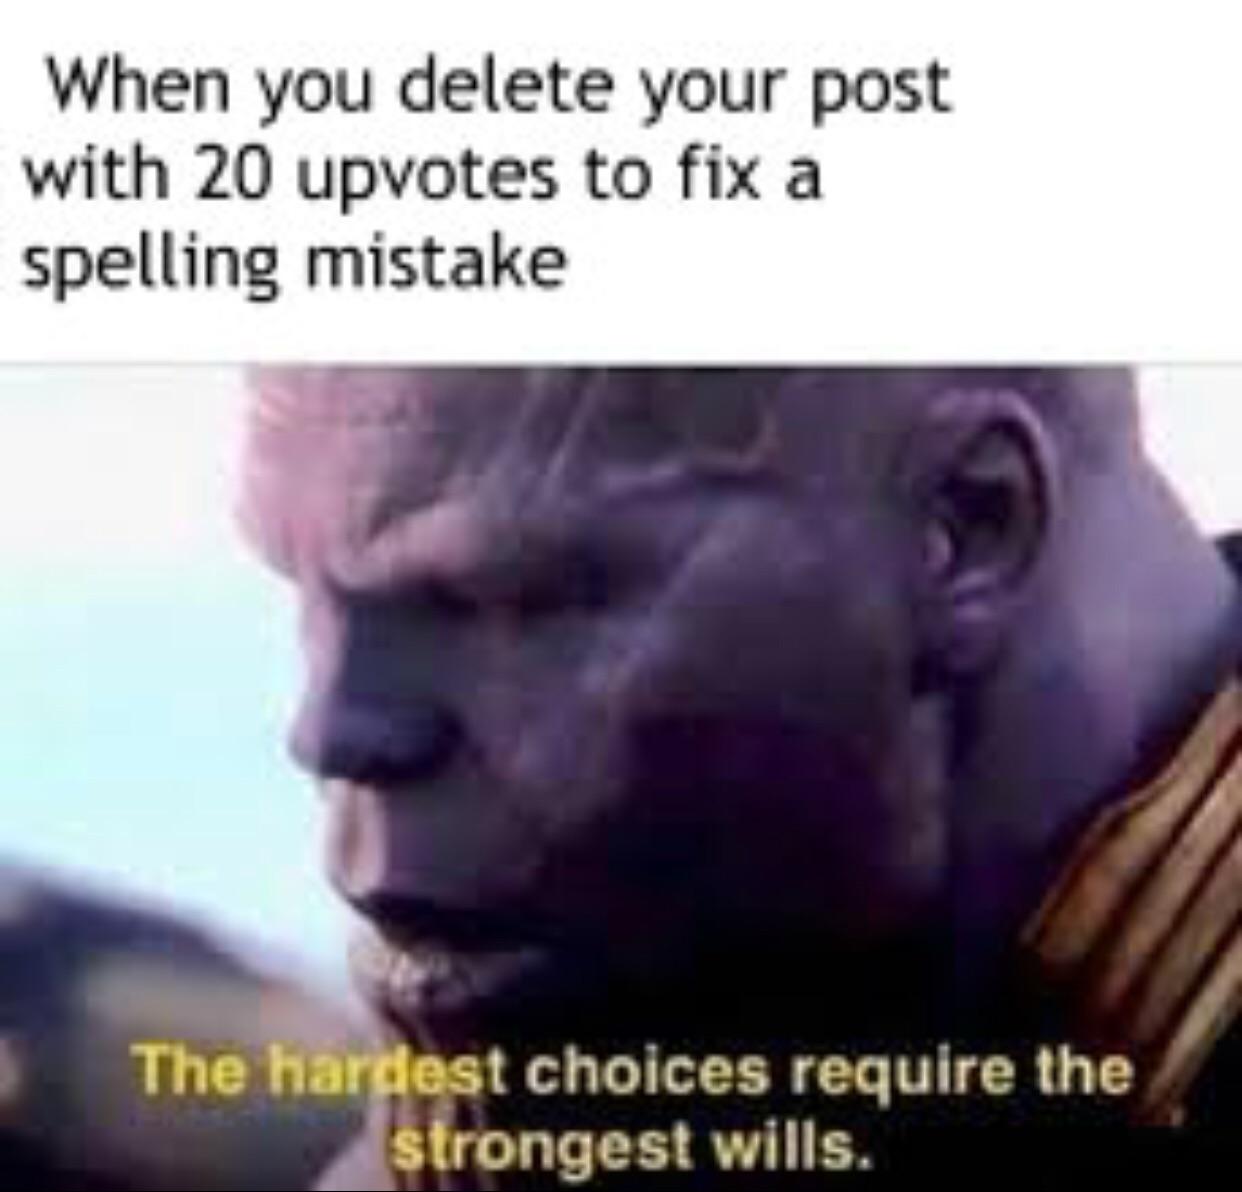 When you delete your post
with 20 upvotes to fix a
spelling mistake
The hardest choices require the
strongest wills.